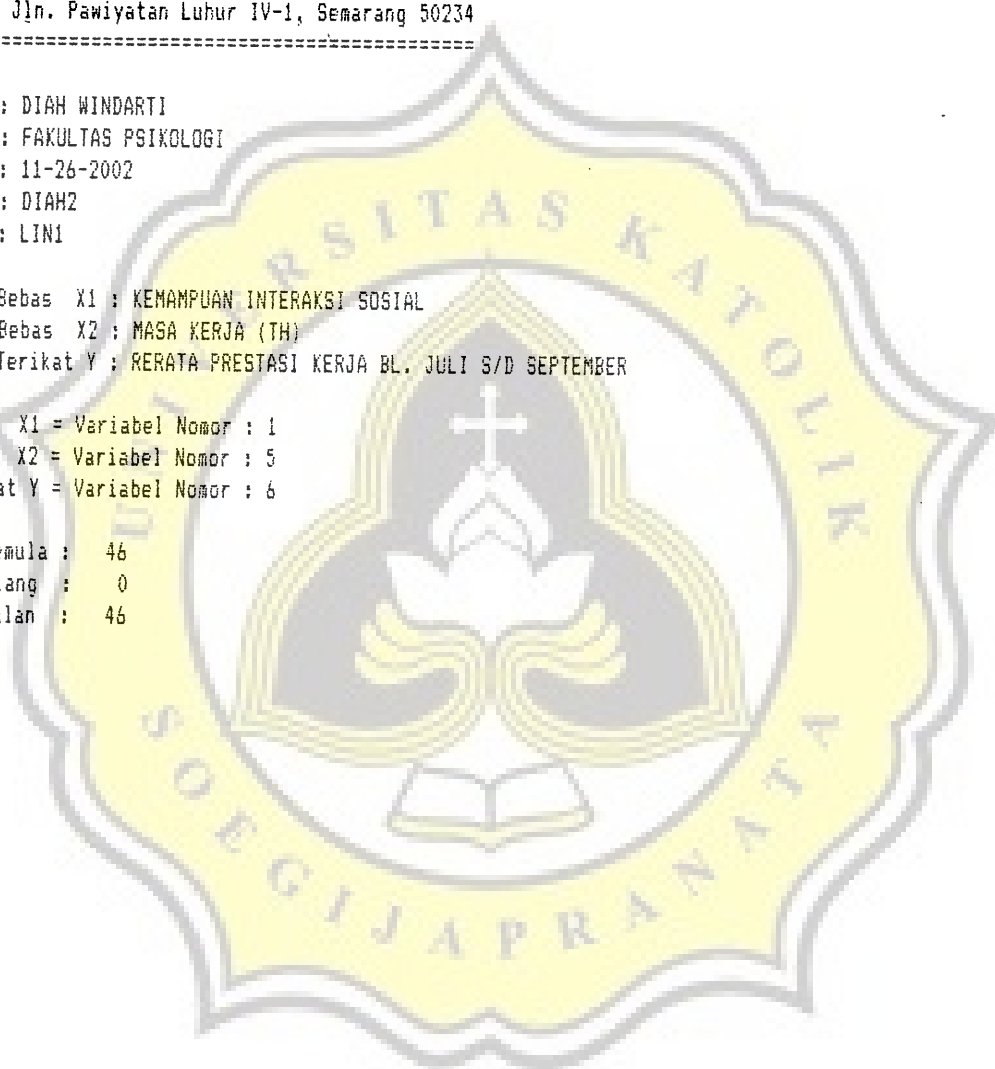 Jln. Pawiyatan Luhur IV-1, Semarang 50234
==========================================
: DIAH WINDARTI
: FAKULTAS PSIKOLOGI
: 11-26-2002
: DIAH2
: LIN1
Bebas X1 : KEMAMPUAN INTERAKSI SOSIAL
Bebas X2 : MASA KERJA (TH)
Terikat Y : RERATA PRESTASI KERJA BL. JULI S/D SEPTEMBER
X1 = Variabel Nomor : 1
X2 = Variabel Nomor : 5
at Y = Variabel Nomor : 6
mula : 46
lang : 0
lan : 46
UNIVERSITAS KATOLIK
SOEGIJAPRANATA